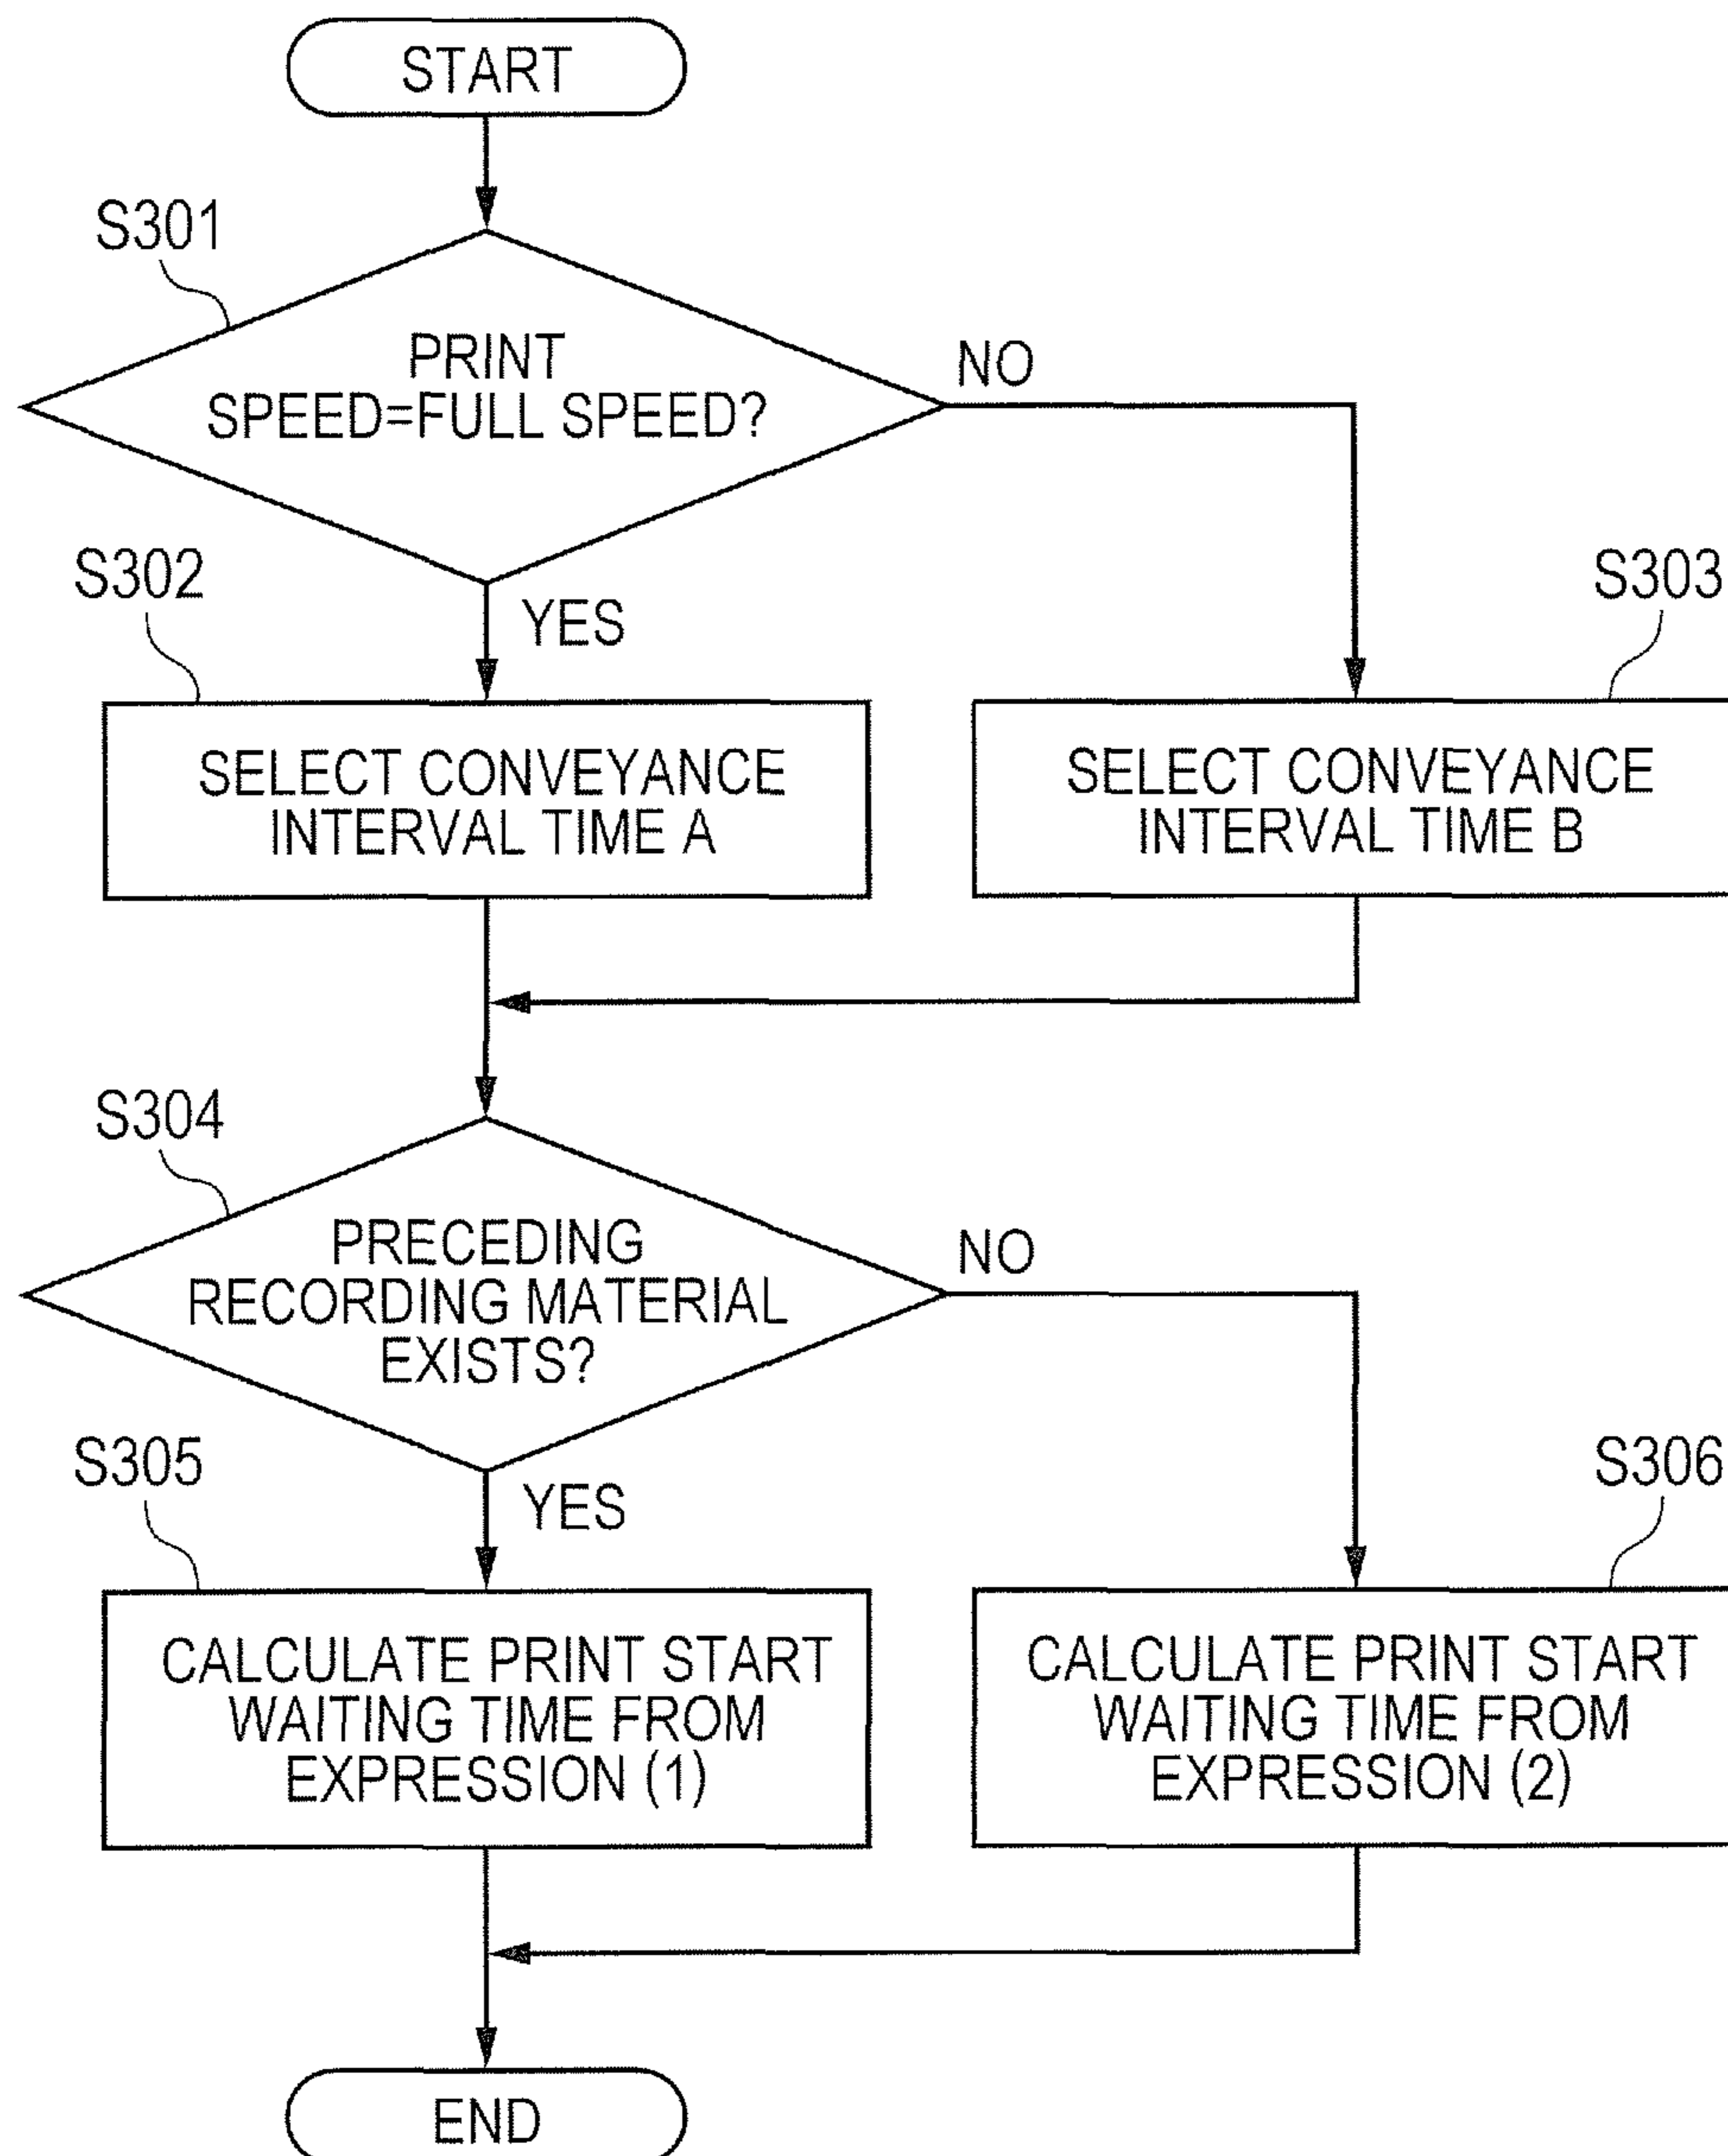 START
S301
PRINT
SPEED=FULL SPEED?
NO
S302
YES
S303
SELECT CONVEYANCE
INTERVAL TIME A
SELECT CONVEYANCE
INTERVAL TIME B
S304
PRECEDING
RECORDING MATERIAL
EXISTS?
NO
S305
YES
S306
CALCULATE PRINT START
WAITING TIME FROM
EXPRESSION (1)
CALCULATE PRINT START
WAITING TIME FROM
EXPRESSION (2)
END